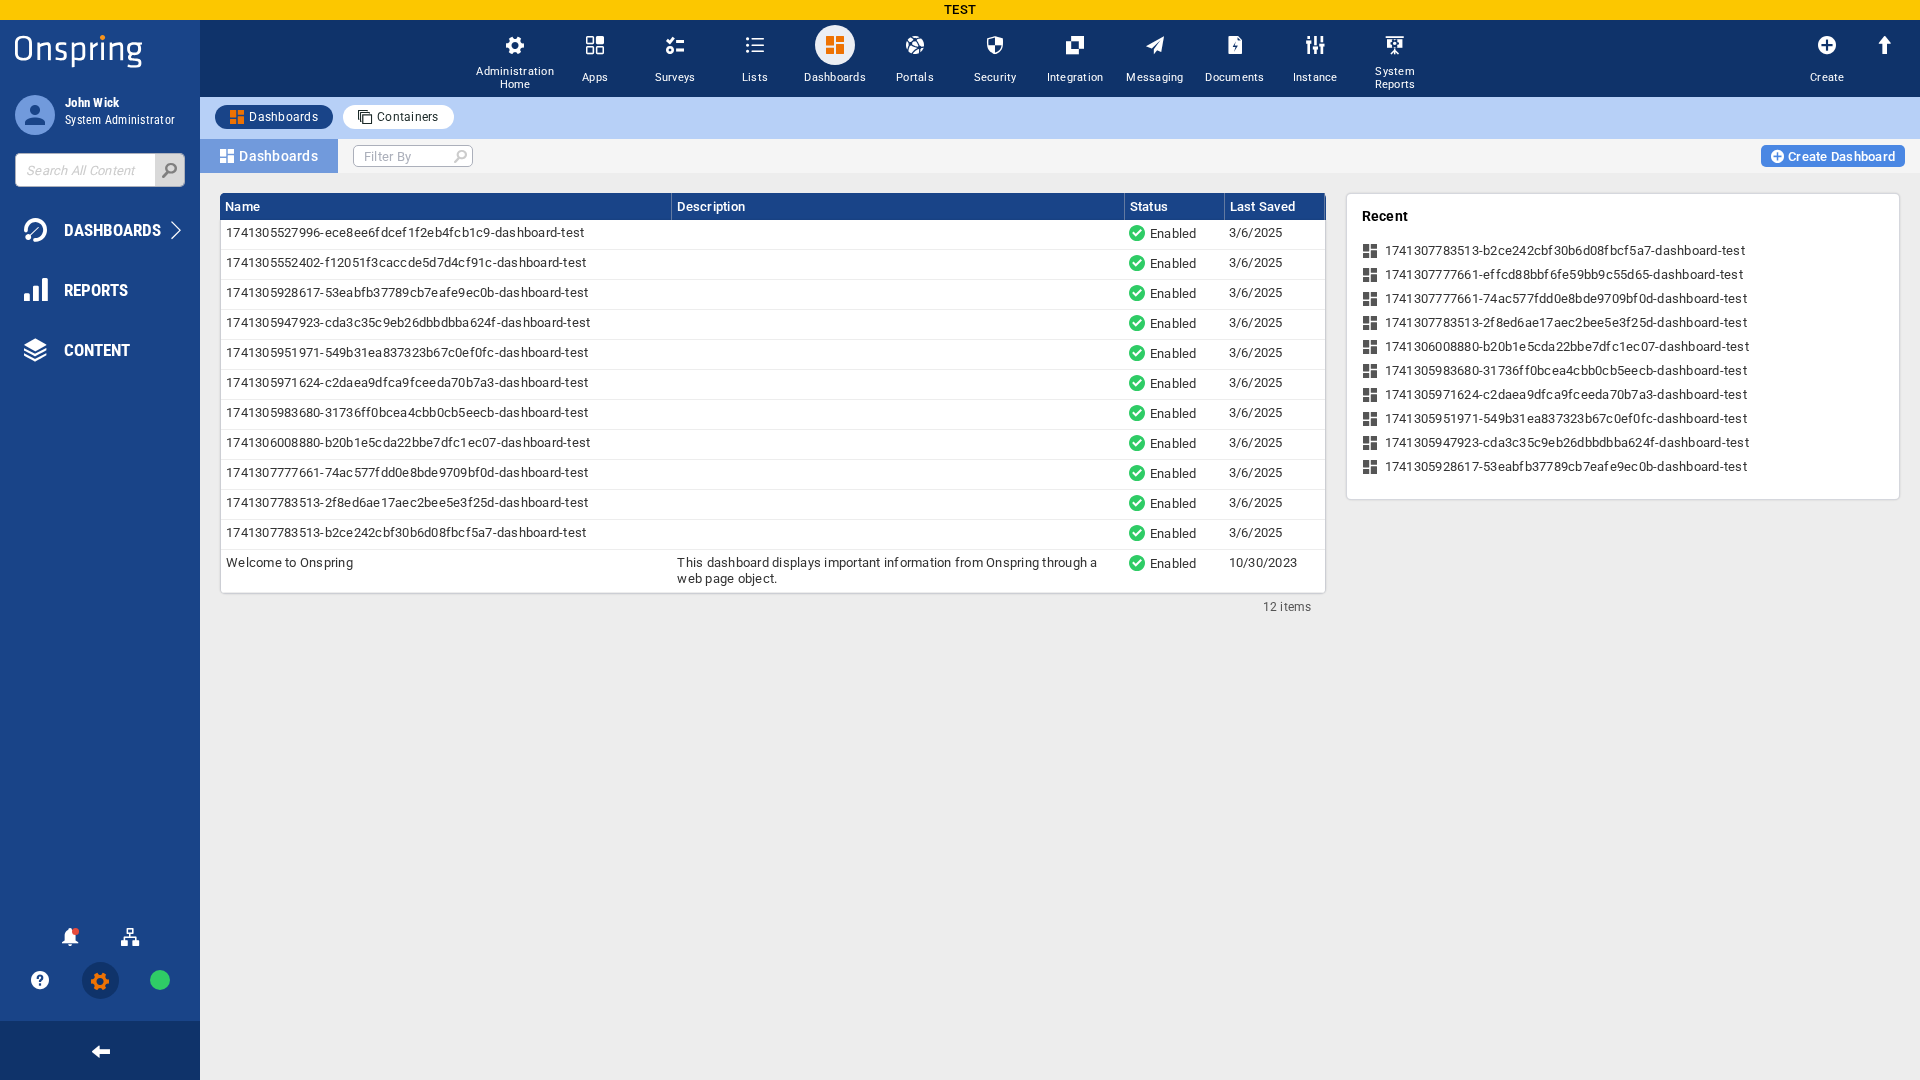 TEST
Onspring
John Wick
System Administrator
Search All Content
DASHBOARDS
REPORTS
CONTENT
Administration Home
Apps
Surveys
Lists
Dashboards
Portals
Security
Integration
Messaging
Documents
Instance
System Reports
Create
Dashboards
Containers
Dashboards
Filter By
Create Dashboard
Name Description Status Last Saved
1741305527996-ece8ee6fdcef1f2eb4fcb1c9-dashboard-test Enabled 3/6/2025
1741305552402-f12051f3caccde5d7d4cf91c-dashboard-test Enabled 3/6/2025
1741305928617-53eabfb37789cb7eafe9ec0b-dashboard-test Enabled 3/6/2025
1741305947923-cda3c35c9eb26dbbdbba624f-dashboard-test Enabled 3/6/2025
1741305951971-549b31ea837323b67c0ef0fc-dashboard-test Enabled 3/6/2025
1741305971624-c2daea9dfca9fceeda70b7a3-dashboard-test Enabled 3/6/2025
1741305983680-31736ff0bcea4cbb0cb5eecb-dashboard-test Enabled 3/6/2025
1741306008880-b20b1e5cda22bbe7dfc1ec07-dashboard-test Enabled 3/6/2025
1741307777661-74ac577fdd0e8bde9709bf0d-dashboard-test Enabled 3/6/2025
1741307783513-2f8ed6ae17aec2bee5e3f25d-dashboard-test Enabled 3/6/2025
1741307783513-b2ce242cbf30b6d08fbcf5a7-dashboard-test Enabled 3/6/2025
Welcome to Onspring This dashboard displays important information from Onspring through a Enabled 10/30/2023
web page object.
12 items
Recent
1741307783513-b2ce242cbf30b6d08fbcf5a7-dashboard-test
1741307777661-effcd88bbf6fe59bb9c55d65-dashboard-test
1741307777661-74ac577fdd0e8bde9709bf0d-dashboard-test
1741307783513-2f8ed6ae17aec2bee5e3f25d-dashboard-test
1741306008880-b20b1e5cda22bbe7dfc1ec07-dashboard-test
1741305983680-31736ff0bcea4cbb0cb5eecb-dashboard-test
1741305971624-c2daea9dfca9fceeda70b7a3-dashboard-test
1741305951971-549b31ea837323b67c0ef0fc-dashboard-test
1741305947923-cda3c35c9eb26dbbdbba624f-dashboard-test
1741305928617-53eabfb37789cb7eafe9ec0b-dashboard-test